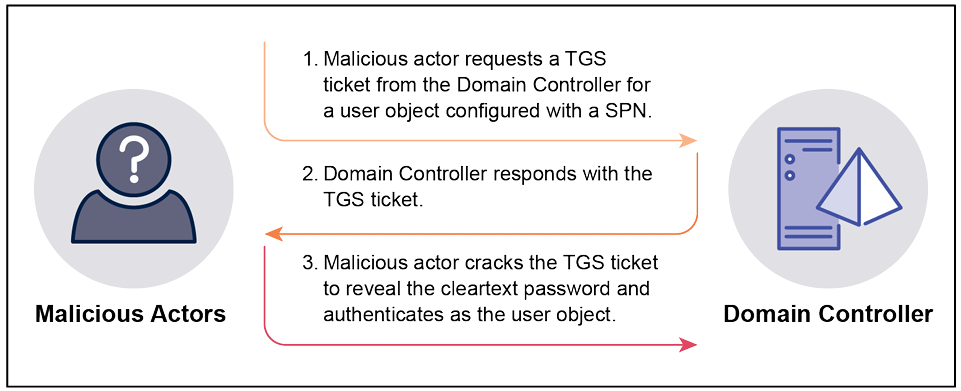 1. Malicious actor requests a TGS
ticket from the Domain Controller for
a user object configured with a SPN.
2. Domain Controller responds with the
TGS ticket.
3. Malicious actor cracks the TGS ticket
to reveal the cleartext password and
authenticates as the user object.
?
Malicious Actors
Domain Controller